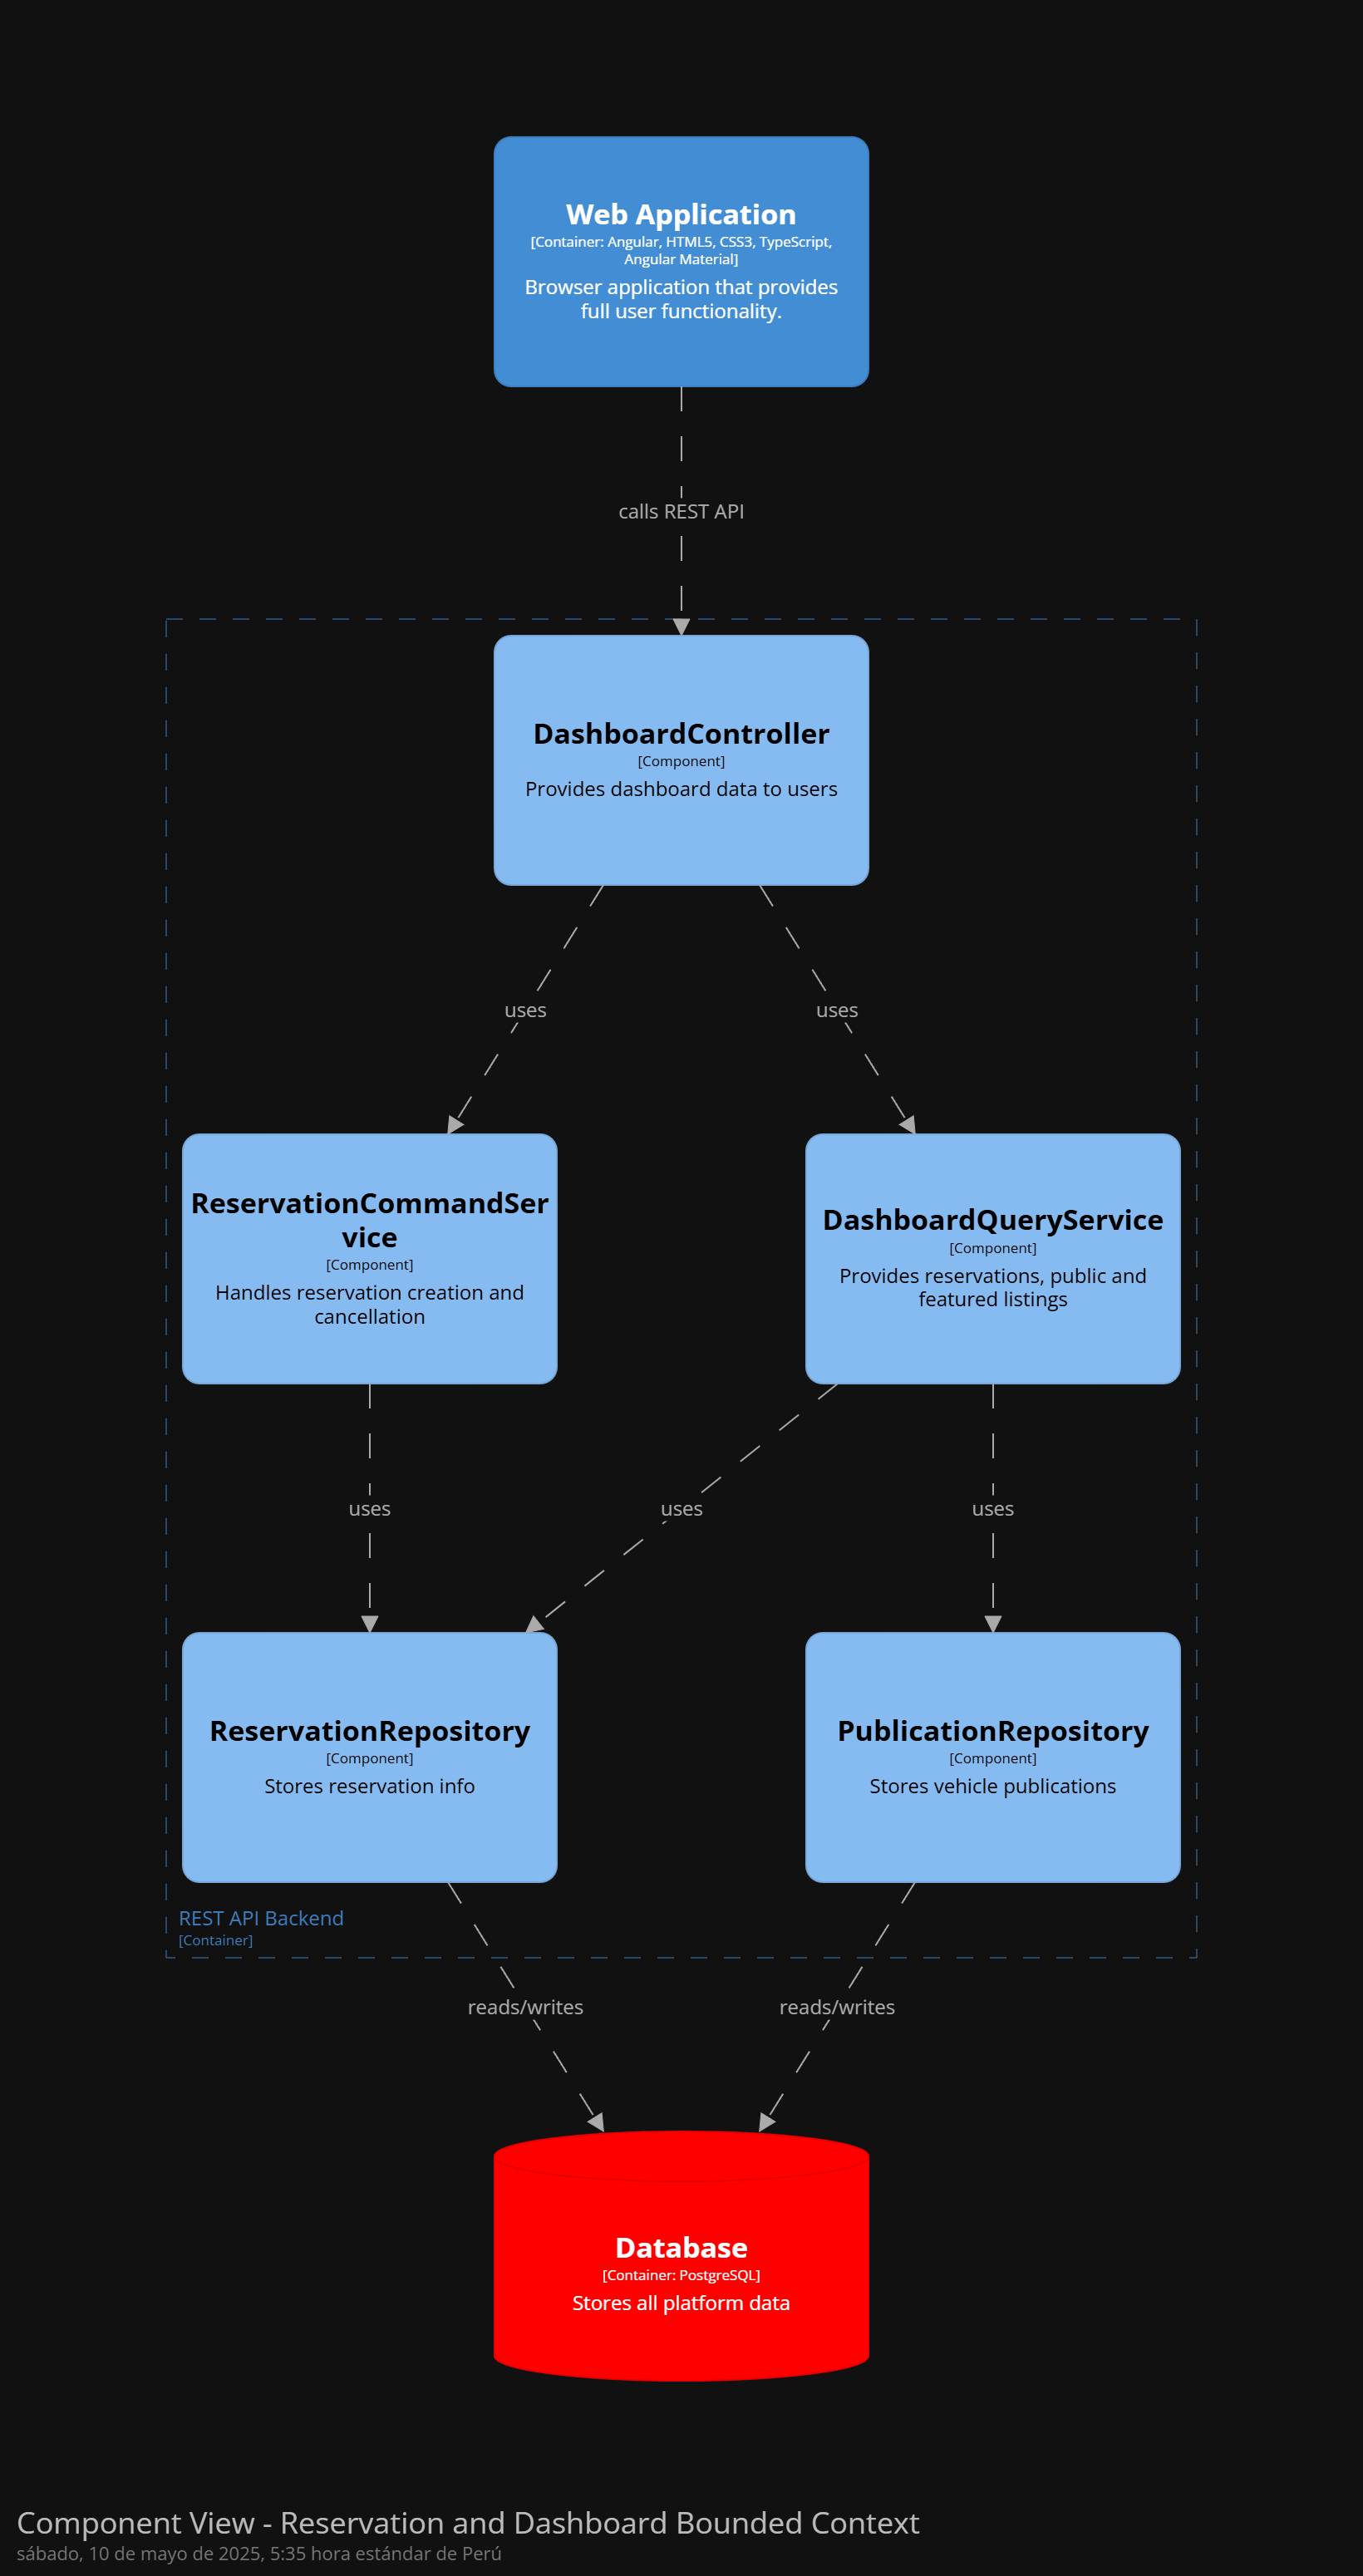 Web Application
[Container: Angular, HTML5, CSS3, TypeScript,
Angular Material]
Browser application that provides
full user functionality.
calls REST API
DashboardController
[Component]
Provides dashboard data to users
uses
uses
ReservationCommandSer
vice
[Component]
Handles reservation creation and
cancellation
DashboardQueryService
[Component]
Provides reservations, public and
featured listings
uses
uses
uses
ReservationRepository
[Component]
Stores reservation info
PublicationRepository
[Component]
Stores vehicle publications
REST API Backend
[Container]
reads/writes
reads/writes
Database
[Container: PostgreSQL]
Stores all platform data
Component View - Reservation and Dashboard Bounded Context
sábado, 10 de mayo de 2025, 5:35 hora estándar de Perú